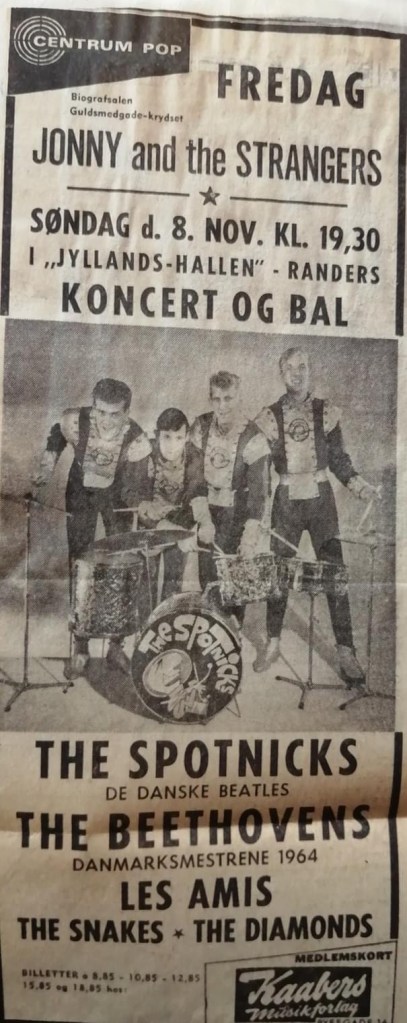 CENTRUM POP
FREDAG
Biografsalen
Guldsmedgade-krydset
JONNY and the STRANGERS
SØNDAG d. 8. NOV. KL. 19,30
I „JYLLANDS-HALLEN" - RANDERS
KONCERT OG BAL
THE SPOTNICKS
THE SPOTNICKS
DE DANSKE BEATLES
THE BEETHOVENS
DANMARKSMESTRENE 1964
LES AMIS
THE SNAKES ★ THE DIAMONDS
BILLETTER a 8,85 - 10,85 - 12,85
15,85 og 18,85 hos:
MEDLEMSKORT
Kaabers
Musikforlag